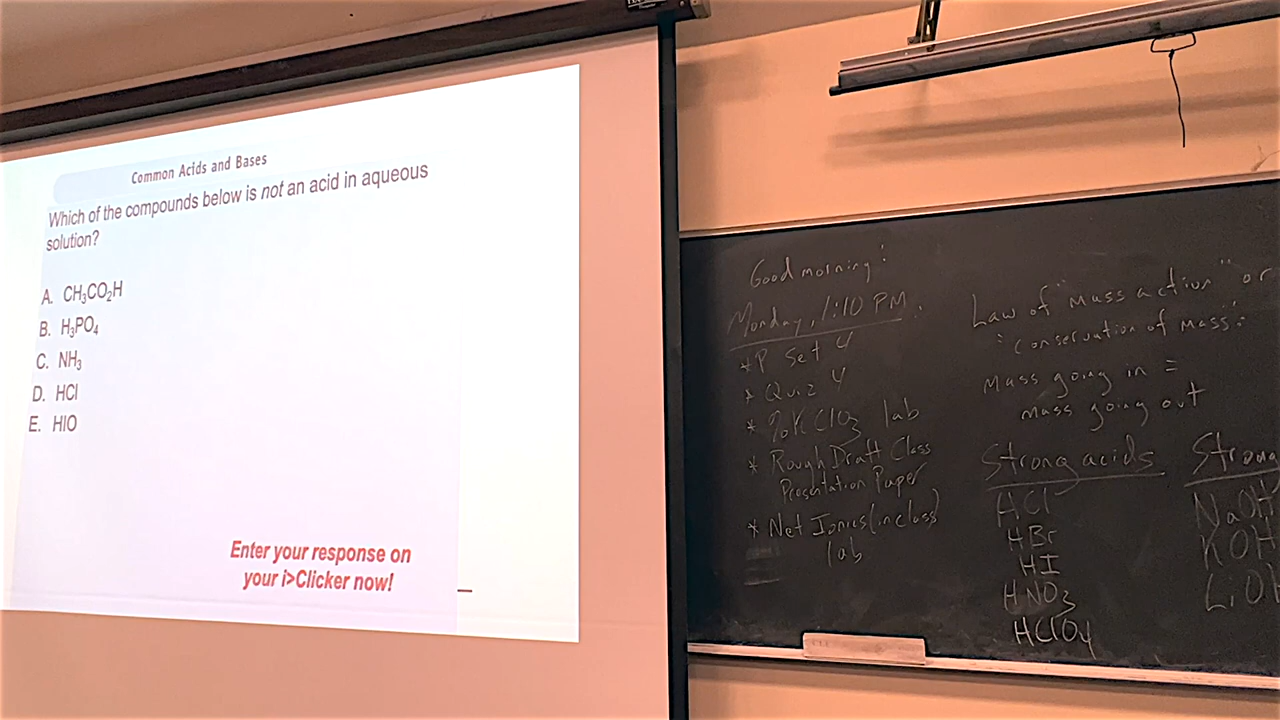 Common Acids and Bases
Which of the compounds below is not an acid in aqueous
solution?
A. CH₃CO₂H
B. H₃PO₄
C. NH₃
D. HCl
E. HIO
Enter your response on
your i>Clicker now!
Good morning!
Monday, 1:10 PM:
* P Set 4
* Quiz 4
* %KClO₃ lab
* Rough Draft Class
Presentation Paper
* Net Ionics (in class)
lab
Law of "mass action" or
"conservation of mass":
Mass going in =
mass going out
Strong acids
HCl
HBr
HI
HNO₃
HClO₄
Strong
NaOH
KOH
LiOH